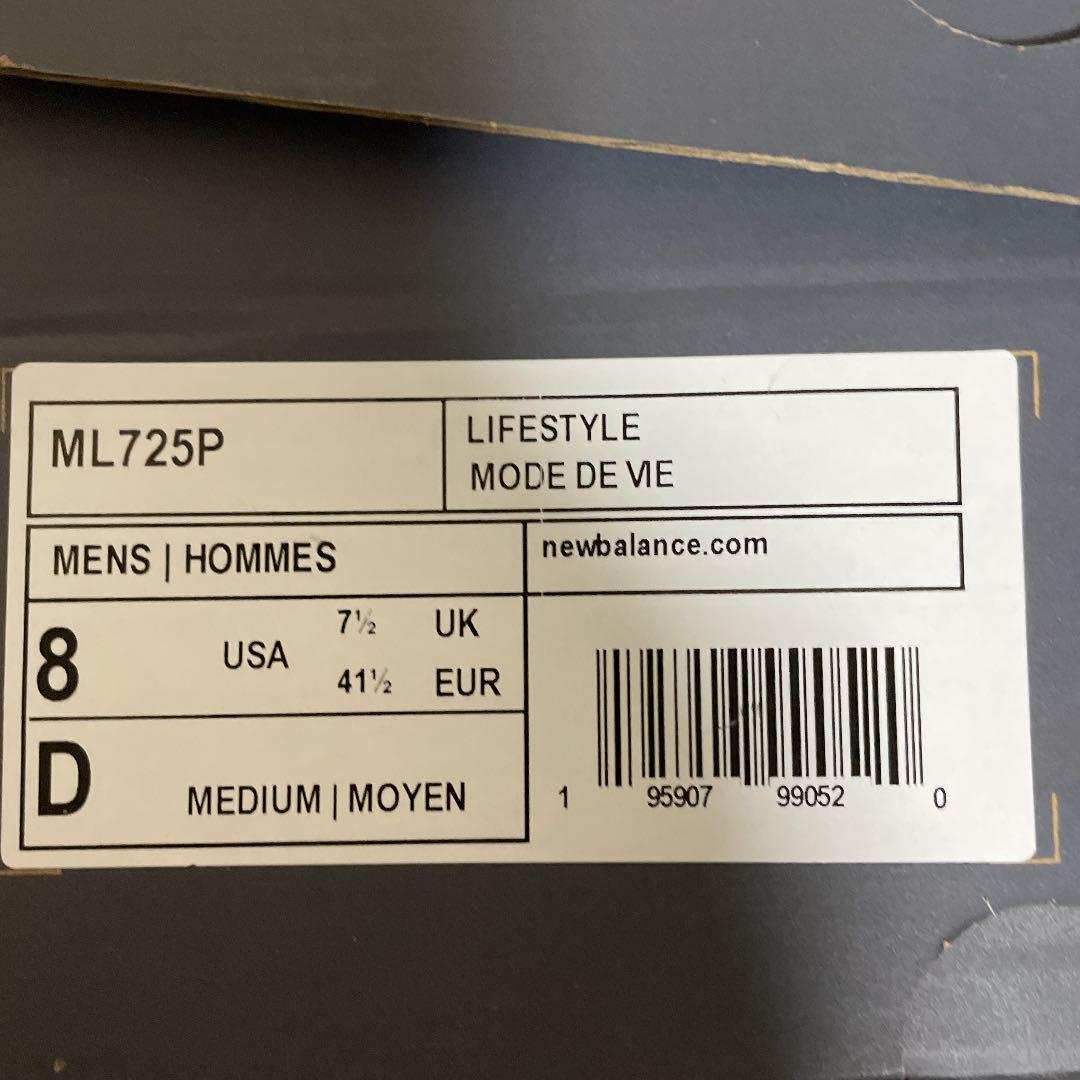 ML725P
LIFESTYLE
MODE DE VIE
MENS | HOMMES
newbalance.com
8 USA 7½ UK
41½ EUR
D MEDIUM | MOYEN
1 95907 99052 0